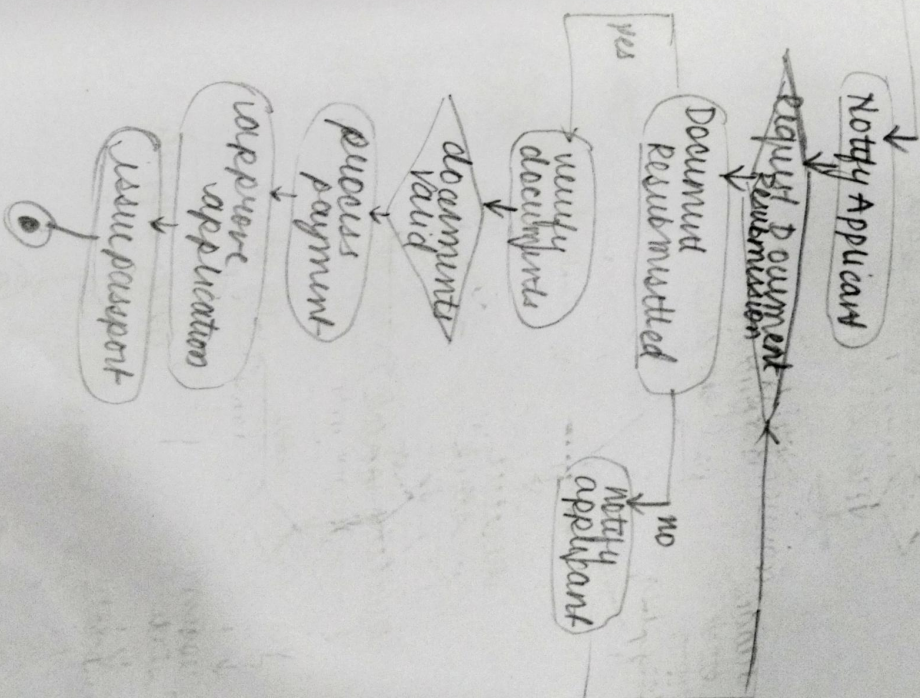 Notify Applicant
Request Document
Resubmission
Document
Resubmitted
yes
no
notify
applicant
verify
documents
documents
valid
process
payment
approve
application
issue passport